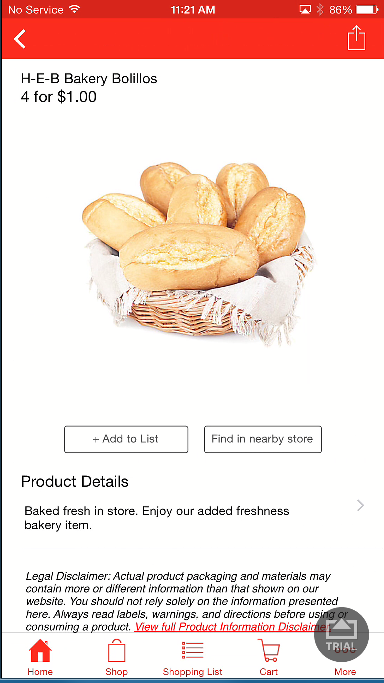 No Service 11:21 AM 86%
H-E-B Bakery Bolillos
4 for $1.00
+ Add to List Find in nearby store
Product Details
Baked fresh in store. Enjoy our added freshness
bakery item.
Legal Disclaimer: Actual product packaging and materials may
contain more or different information than that shown on our
website. You should not rely solely on the information presented
here. Always read labels, warnings, and directions before using or
consuming a product. View full Product Information Disclaimer
TRIAL
Home Shop Shopping List Cart More